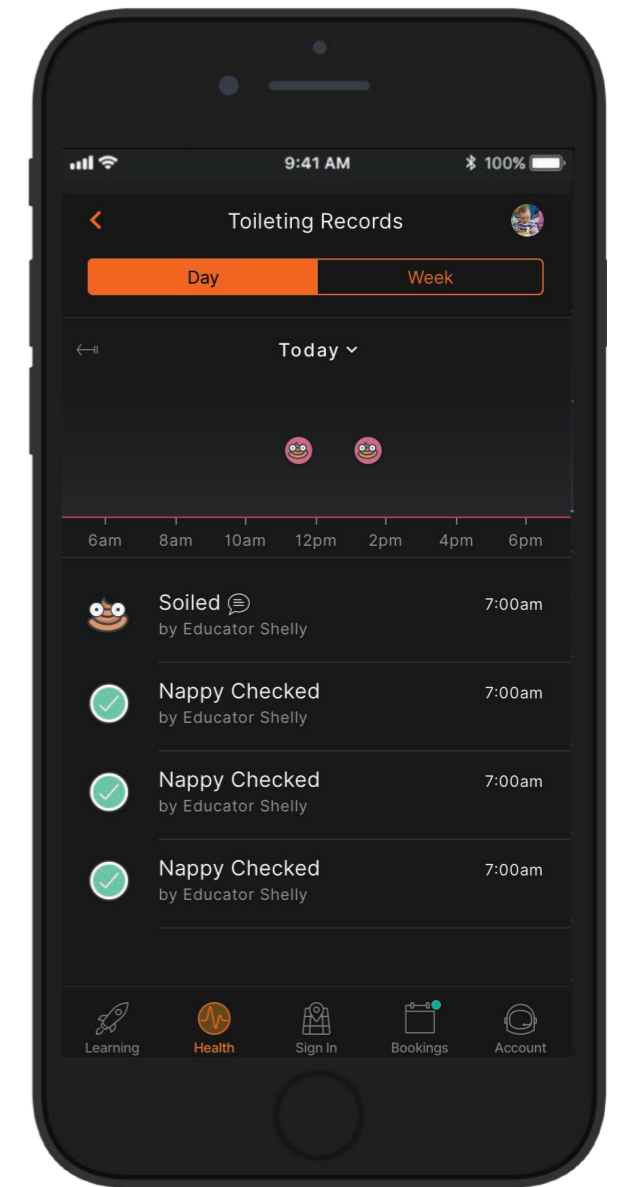 9:41 AM 100%
Toileting Records
Day Week
Today
6am 8am 10am 12pm 2pm 4pm 6pm
Soiled 7:00am
by Educator Shelly
Nappy Checked 7:00am
by Educator Shelly
Nappy Checked 7:00am
by Educator Shelly
Nappy Checked 7:00am
by Educator Shelly
Learning Health Sign In Bookings Account